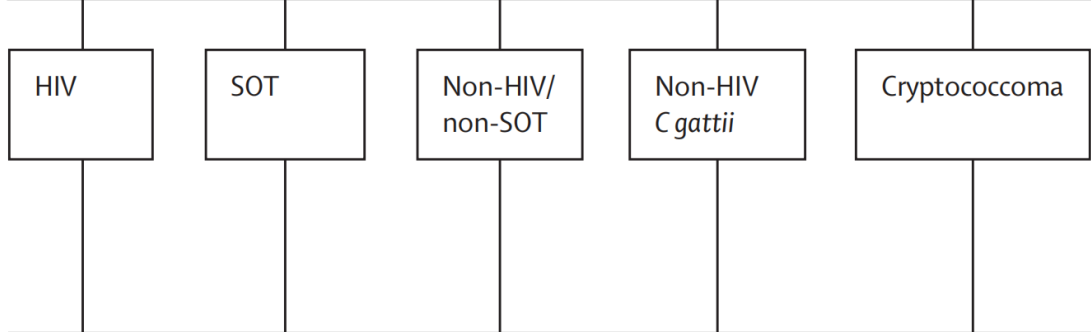 HIV
SOT
Non-HIV/
non-SOT
Non-HIV
C gattii
Cryptococcoma